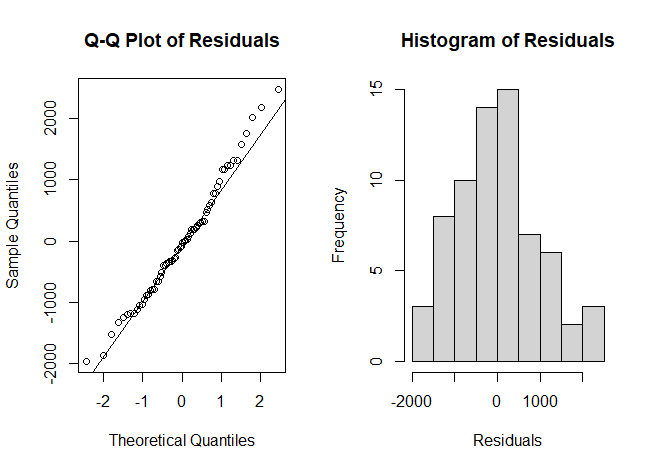 Q-Q Plot of Residuals
Sample Quantiles
2000
1000
0
-1000
-2000
-2 -1 0 1 2
Theoretical Quantiles
Histogram of Residuals
Frequency
15
10
5
0
-2000 0 1000
Residuals